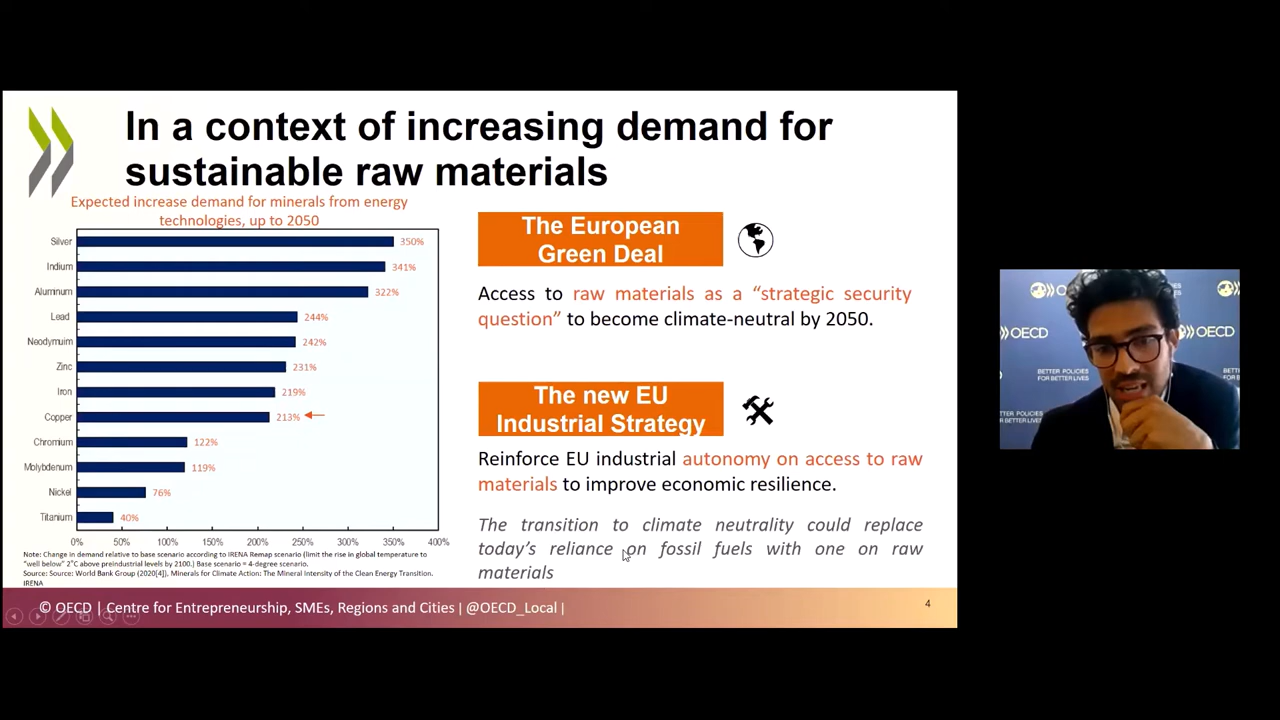 In a context of increasing demand for
sustainable raw materials
Expected increase demand for minerals from energy
technologies, up to 2050
Silver 350%
Indium 341%
Aluminum 322%
Lead 244%
Neodymuim 242%
Zinc 231%
Iron 219%
Copper 213%
Chromium 122%
Molybdenum 119%
Nickel 76%
Titanium 40%
0% 50% 100% 150% 200% 250% 300% 350% 400%
Note: Change in demand relative to base scenario according to IRENA Remap scenario (limit the rise in global temperature to
"well below" 2°C above preindustrial levels by 2100.) Base scenario = 4-degree scenario.
Source: Source: World Bank Group (2020[4]), Minerals for Climate Action: The Mineral Intensity of the Clean Energy Transition.
IRENA
The European
Green Deal
Access to raw materials as a “strategic security
question” to become climate-neutral by 2050.
The new EU
Industrial Strategy
Reinforce EU industrial autonomy on access to raw
materials to improve economic resilience.
The transition to climate neutrality could replace
today’s reliance on fossil fuels with one on raw
materials
© OECD | Centre for Entrepreneurship, SMEs, Regions and Cities | @OECD_Local |
4
OECD
OECD
BETTER POLICIES
FOR BETTER LIVES
BETTER POLICIES
FOR BETTER LIVES